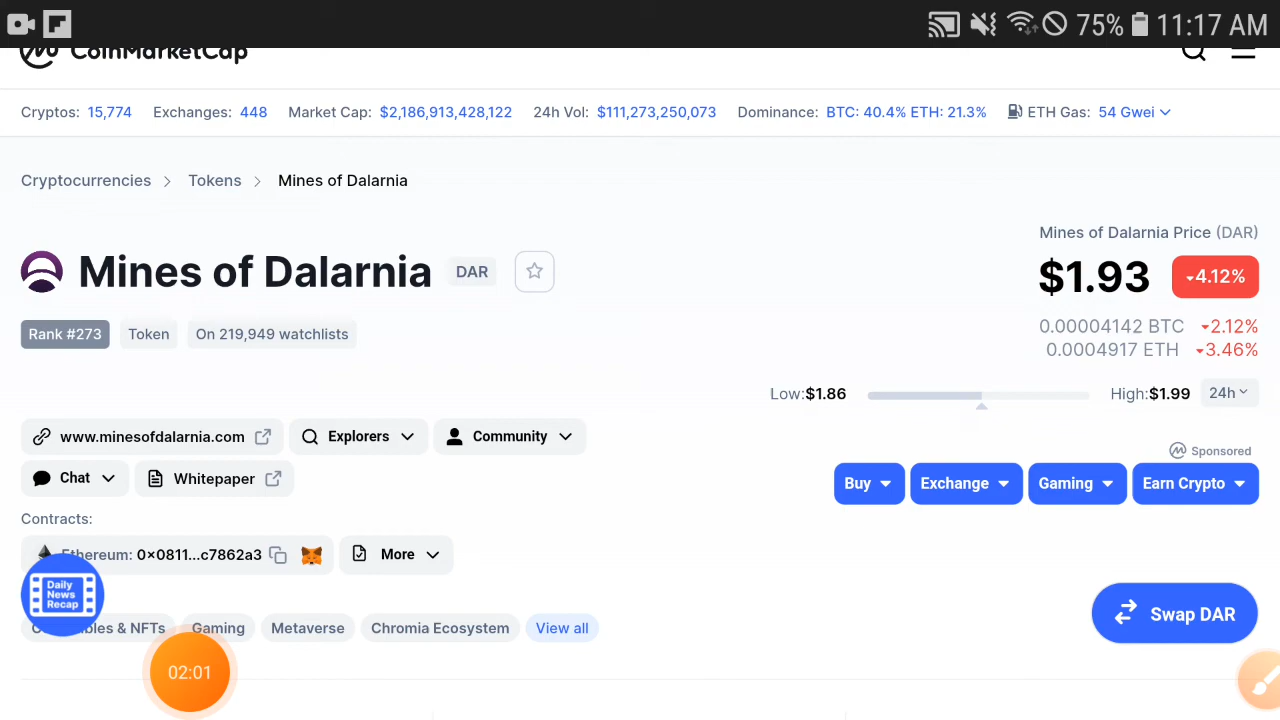 75% 11:17 AM
CoinMarketCap
Cryptos: 15,774 Exchanges: 448 Market Cap: $2,186,913,428,122 24h Vol: $111,273,250,073 Dominance: BTC: 40.4% ETH: 21.3% ETH Gas: 54 Gwei
Cryptocurrencies > Tokens > Mines of Dalarnia
Mines of Dalarnia DAR
Rank #273 Token On 219,949 watchlists
Mines of Dalarnia Price (DAR)
$1.93 4.12%
0.00004142 BTC 2.12%
0.0004917 ETH 3.46%
Low:$1.86 High:$1.99 24h
www.minesofdalarnia.com Explorers Community
Chat Whitepaper
Sponsored
Buy Exchange Gaming Earn Crypto
Contracts:
Ethereum: 0x0811...c7862a3 More
Daily
News
Recap
& NFTs Gaming Metaverse Chromia Ecosystem View all
Swap DAR
02:01